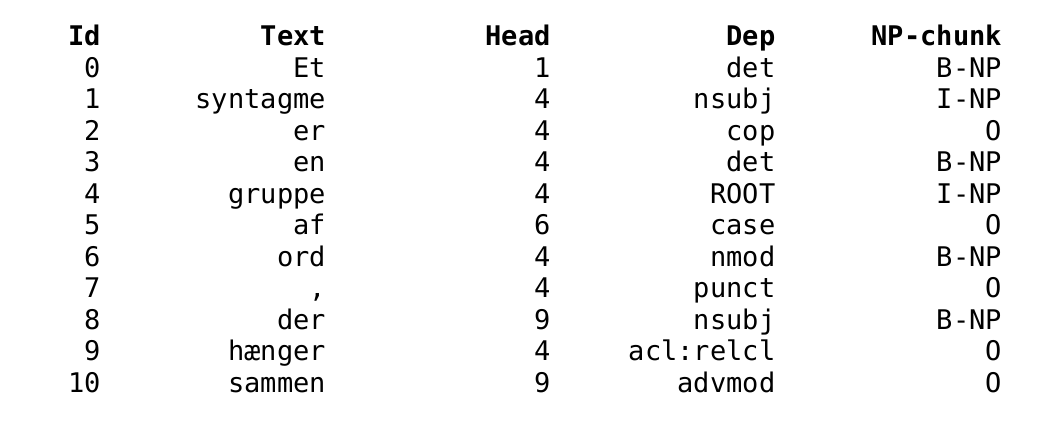 Id Text Head Dep NP-chunk
0 Et 1 det B-NP
1 syntagme 4 nsubj I-NP
2 er 4 cop O
3 en 4 det B-NP
4 gruppe 4 ROOT I-NP
5 af 6 case O
6 ord 4 nmod B-NP
7 , 4 punct O
8 der 9 nsubj B-NP
9 hænger 4 acl:relcl O
10 sammen 9 advmod O